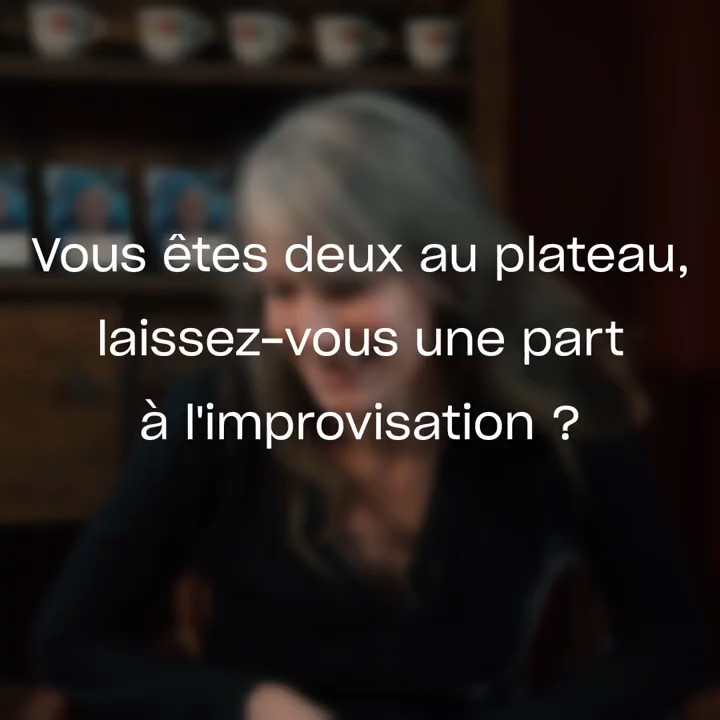 Vous êtes deux au plateau,
laissez-vous une part
à l'improvisation ?